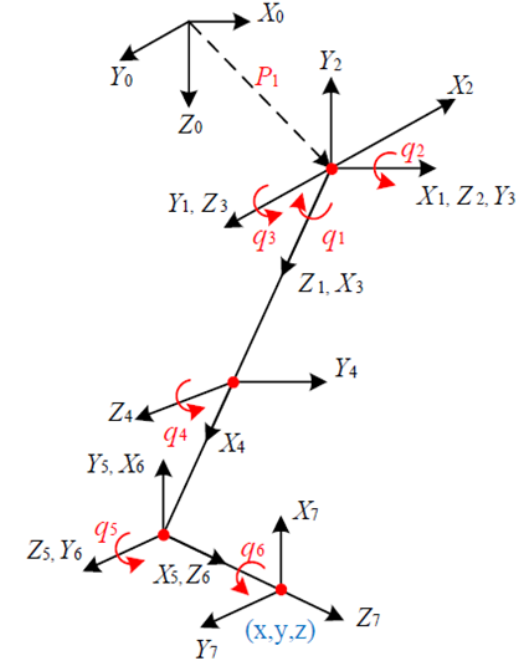 X0
Y0
P1
Z0
Y2
X2
q2
Y1, Z3
X1, Z2, Y3
q3
q1
Z1, X3
Y4
Z4
q4
X4
Y5, X6
q5
q6
X7
Z5, Y6
X5, Z6
Z7
Y7
(x,y,z)